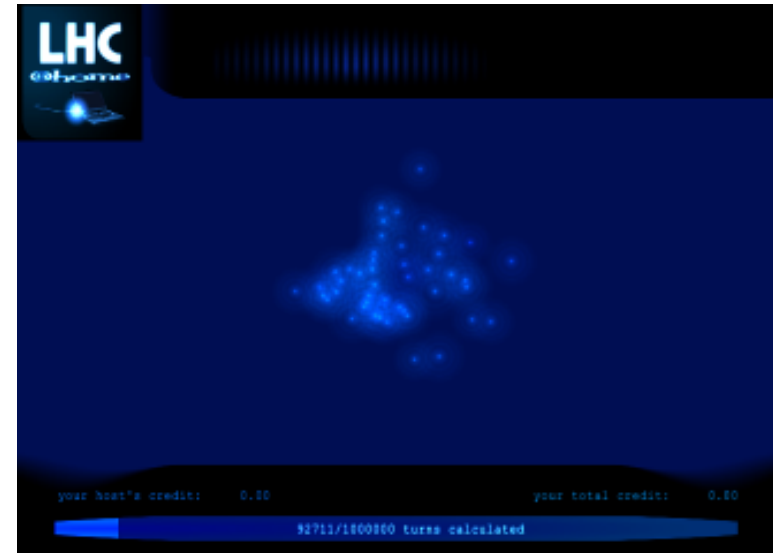 LHC
@home
your host's credit: 0.00 your total credit: 0.00
92711/1000000 turns calculated